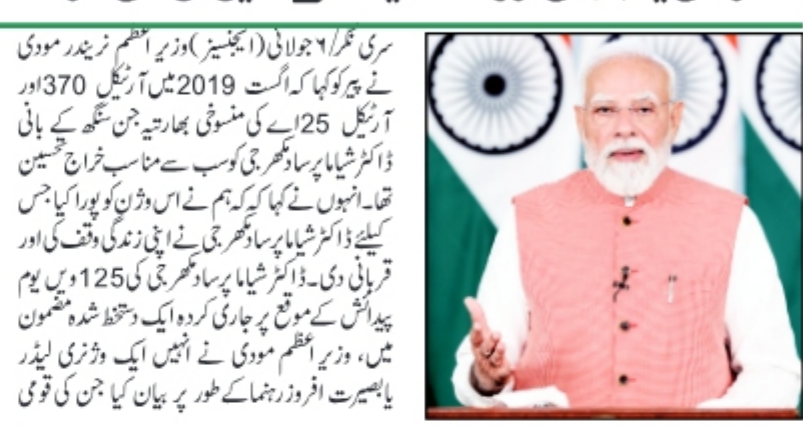 سری نگر/۶ جولائی (ایجنسیز) وزیر اعظم نریندر مودی
نے پیر کو کہا کہ اگست 2019 میں آرٹیکل 370 اور
آرٹیکل 25اے کی منسوخی بھارتیہ جن سنگھ کے بانی
ڈاکٹر شیاما پرساد مکھرجی کو سب سے مناسب خراج تحسین
تھا۔ انہوں نے کہا کہ کہ ہم نے اس وژن کو پورا کیا جس
کیلئے ڈاکٹر شیاما پرساد مکھرجی نے اپنی زندگی وقف کی اور
قربانی دی۔ ڈاکٹر شیاما پرساد مکھرجی کی 125ویں یوم
پیدائش کے موقع پر جاری کردہ ایک دستخط شدہ مضمون
میں، وزیر اعظم مودی نے انہیں ایک وژنری لیڈر
یا بصیرت افروز رہنما کے طور پر بیان کیا جن کی قومی